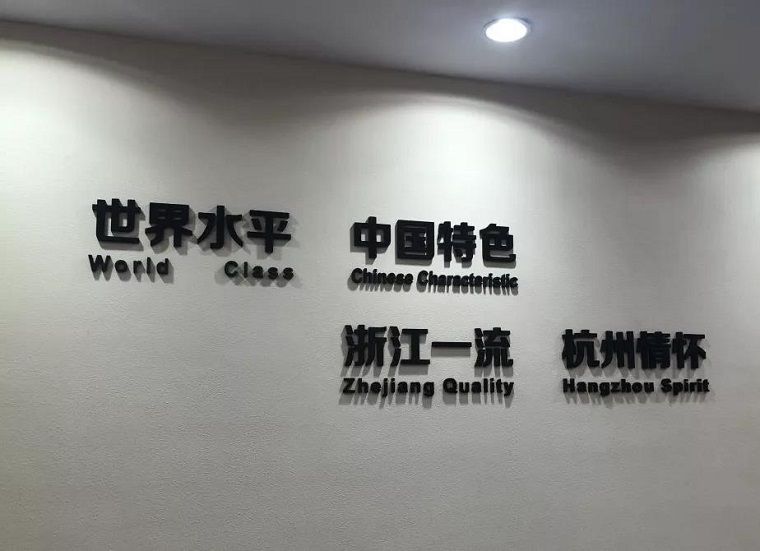 世界水平 中国特色
World Class Chinese Characteristic
浙江一流 杭州情怀
Zhejiang Quality Hangzhou Spirit